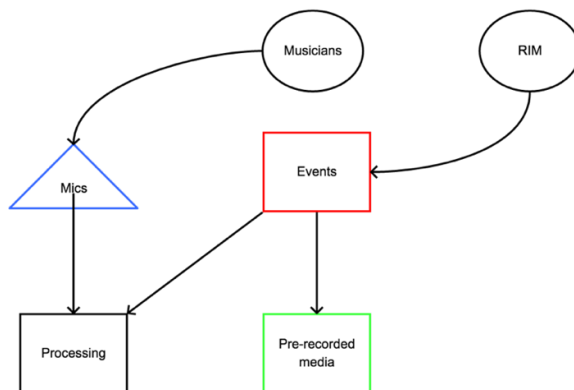 Musicians
RIM
Mics
Events
Processing
Pre-recorded
media